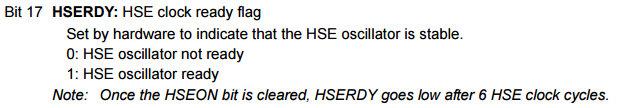 Bit 17 HSERDY: HSE clock ready flag
Set by hardware to indicate that the HSE oscillator is stable.
0: HSE oscillator not ready
1: HSE oscillator ready
Note: Once the HSEON bit is cleared, HSERDY goes low after 6 HSE clock cycles.